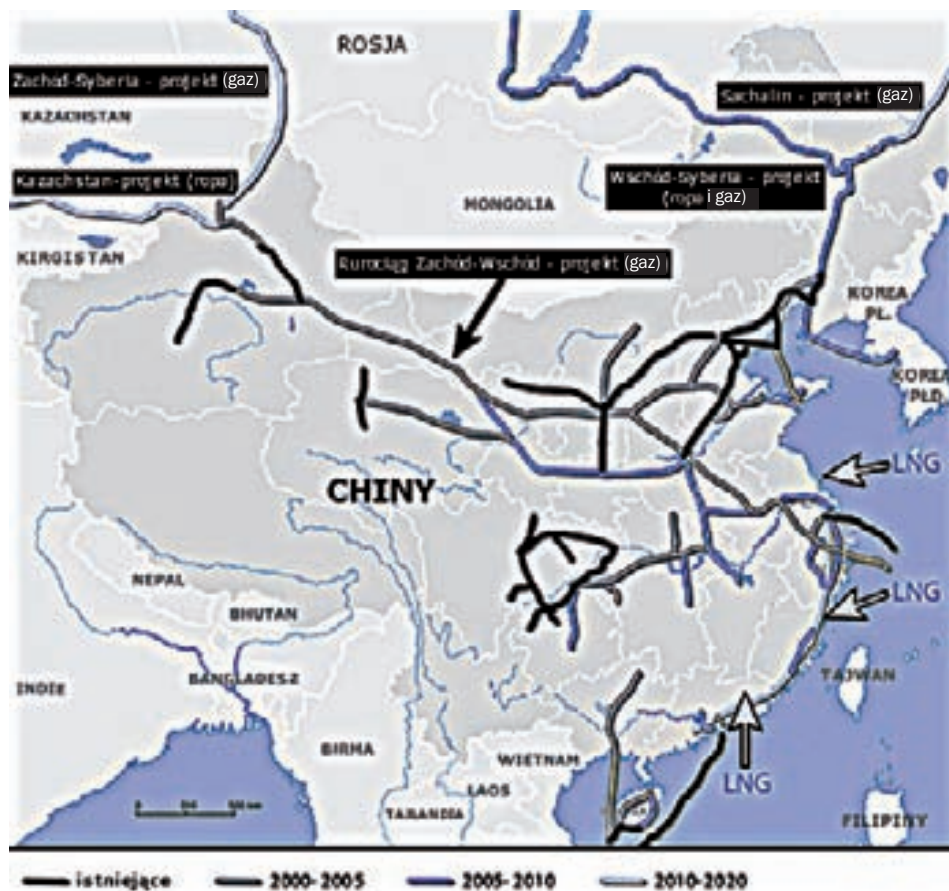 ROSJA
Zachód-Syberia - projekt (gaz)
Sachalin - projekt (gaz)
KAZACHSTAN
Kazachstan-projekt (ropa)
Wschód-Syberia - projekt
(ropa i gaz)
MONGOLIA
KIRGISTAN
Rurociąg Zachód-Wschód - projekt (gaz)
KOREA
PŁ.
KOREA
PŁD.
LNG
CHINY
NEPAL
LNG
BHUTAN
INDIE
BANGLADESZ
TAJWAN
BIRMA
WIETNAM
LAOS
LNG
TAJLANDIA
FILIPINY
0
istniejące
2000-2005
2005-2010
2010-2020